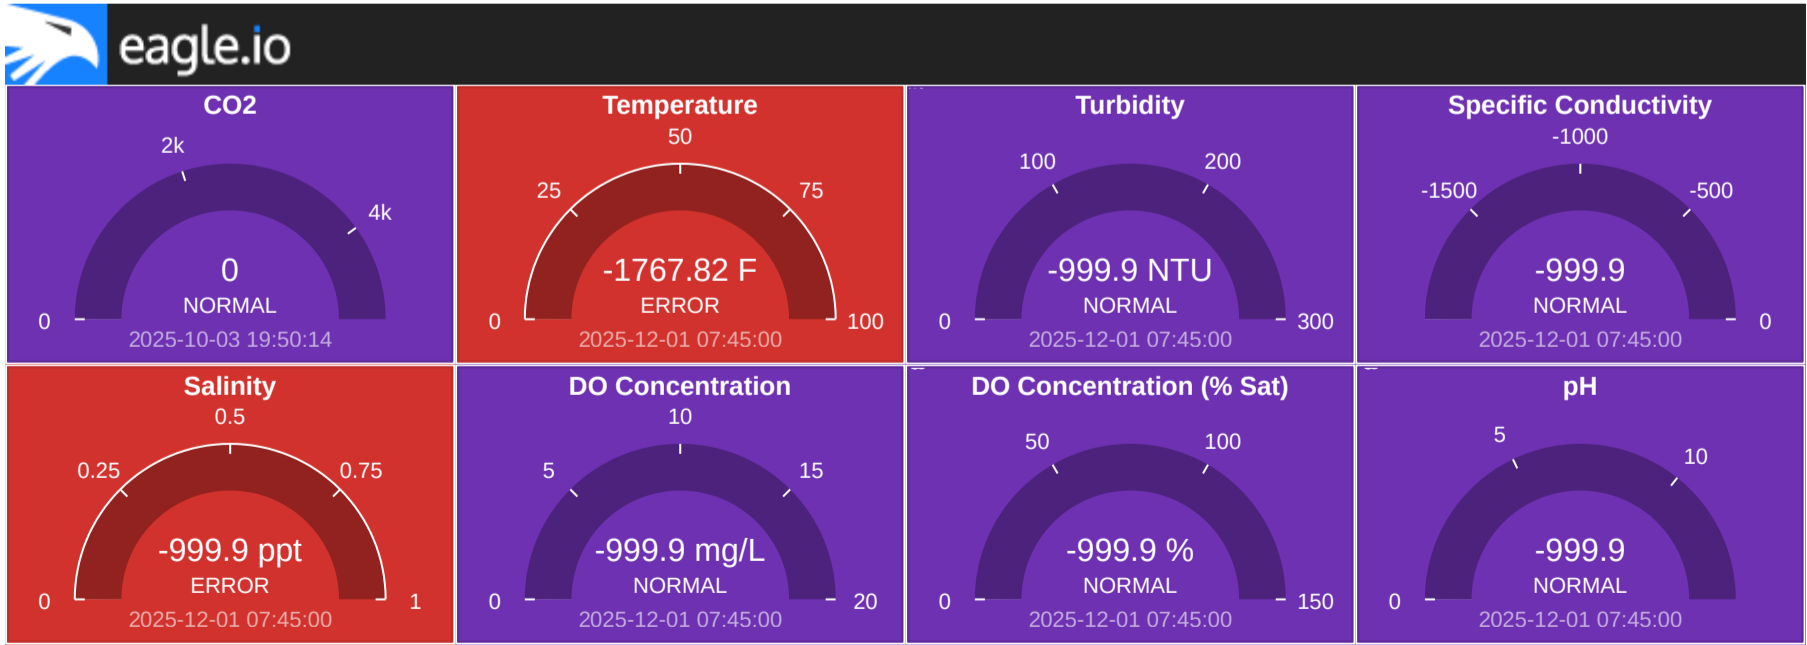 eagle.io
CO2
2k
4k
0
NORMAL
0
2025-10-03 19:50:14
Temperature
50
25
75
-1767.82 F
ERROR
0
100
2025-12-01 07:45:00
Turbidity
100
200
-999.9 NTU
NORMAL
0
300
2025-12-01 07:45:00
Specific Conductivity
-1000
-1500
-500
-999.9
NORMAL
0
2025-12-01 07:45:00
Salinity
0.5
0.25
0.75
-999.9 ppt
ERROR
0
1
2025-12-01 07:45:00
DO Concentration
10
5
15
-999.9 mg/L
NORMAL
0
20
2025-12-01 07:45:00
DO Concentration (% Sat)
50
100
-999.9 %
NORMAL
0
150
2025-12-01 07:45:00
pH
5
10
-999.9
NORMAL
0
2025-12-01 07:45:00